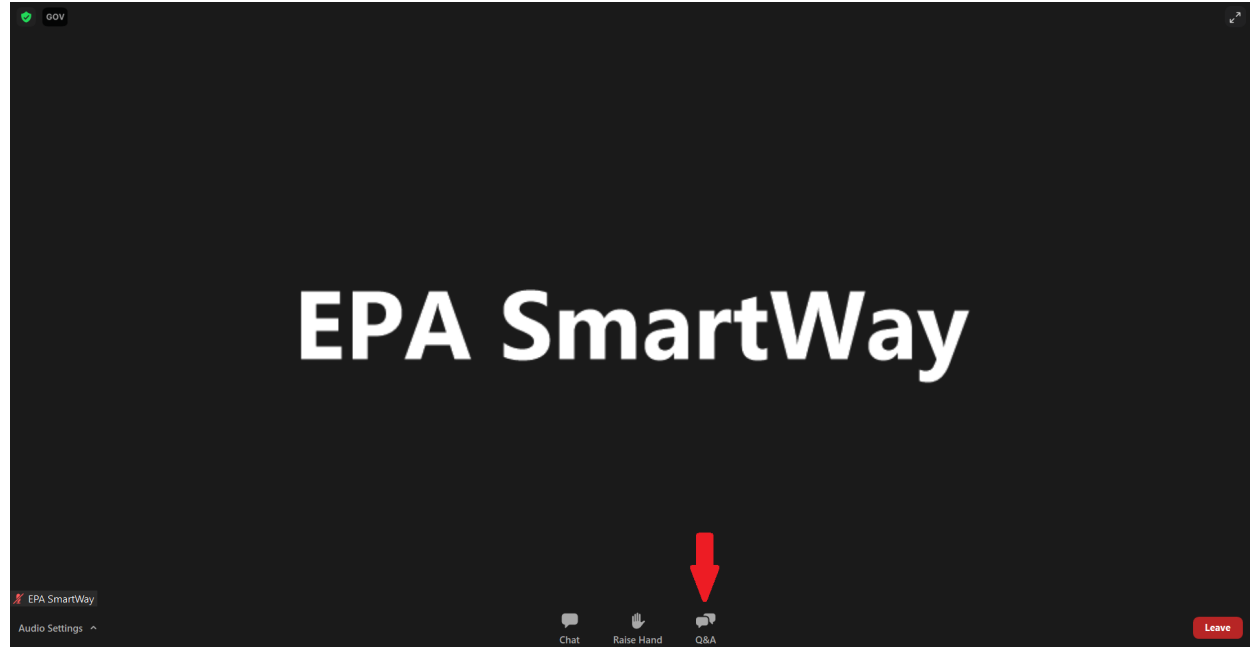 GOV
EPA SmartWay
EPA SmartWay
Audio Settings
Chat
Raise Hand
Q&A
Leave